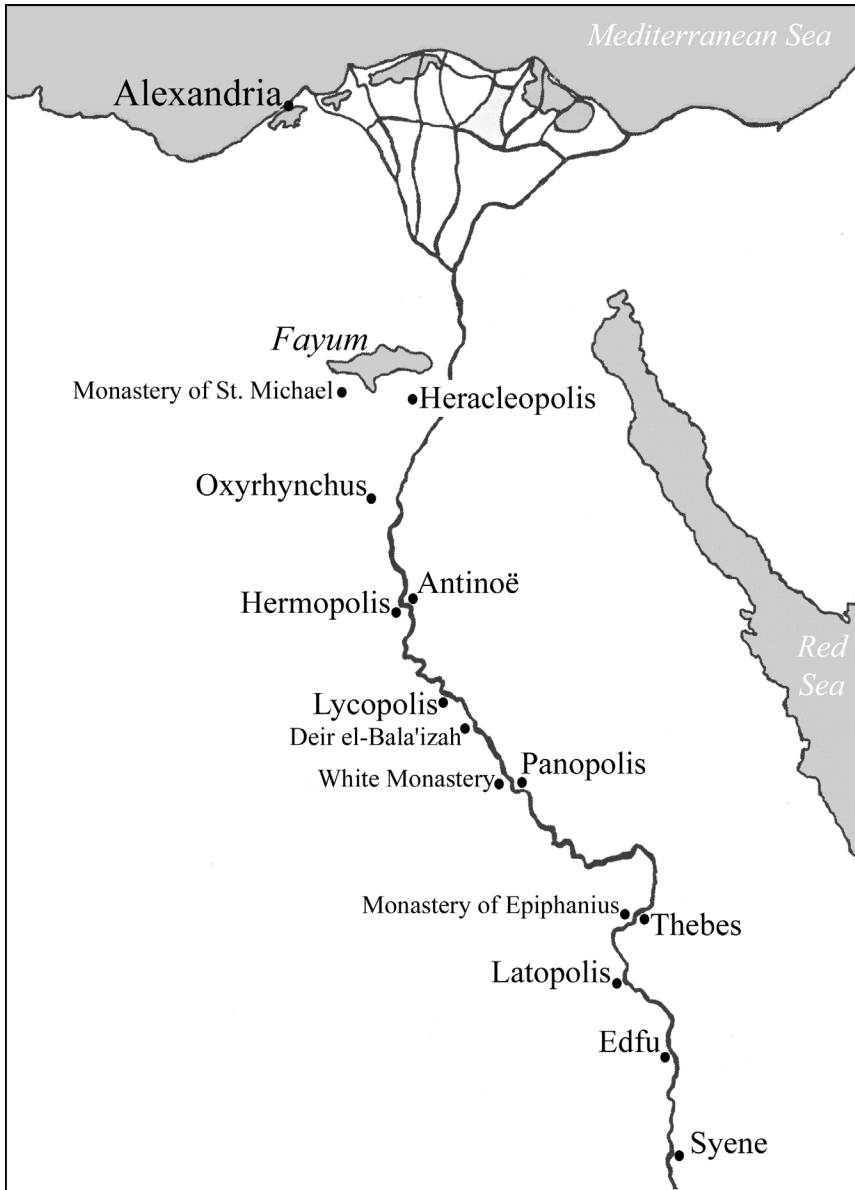 Mediterranean Sea
Alexandria
Fayum
Monastery of St. Michael
Heracleopolis
Oxyrhynchus
Antinoë
Hermopolis
Red
Sea
Lycopolis
Deir el-Bala'izah
Panopolis
White Monastery
Monastery of Epiphanius
Thebes
Latopolis
Edfu
Syene